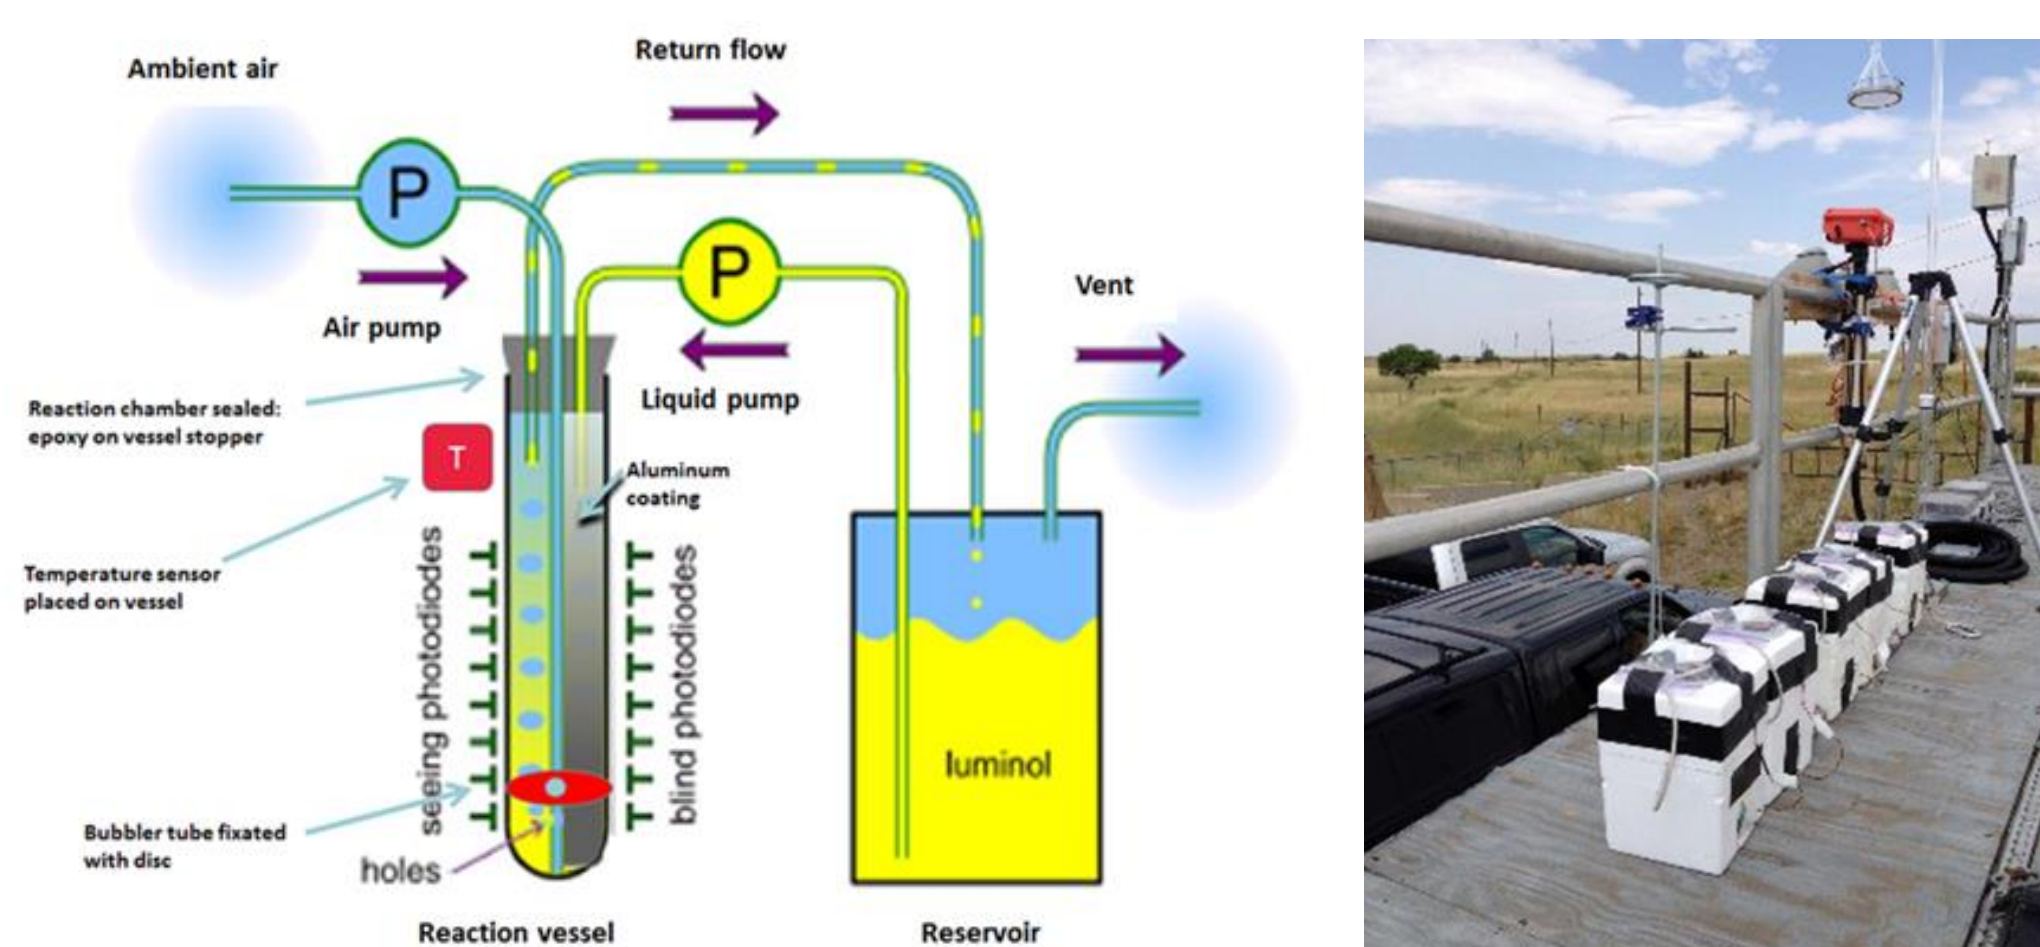 Return flow
Ambient air
P
P
Vent
Air pump
Liquid pump
Reaction chamber sealed:
epoxy on vessel stopper
T
Aluminum
coating
Temperature sensor
placed on vessel
seeing photodiodes
blind photodiodes
luminol
Bubbler tube fixated
with disc
holes
Reaction vessel
Reservoir